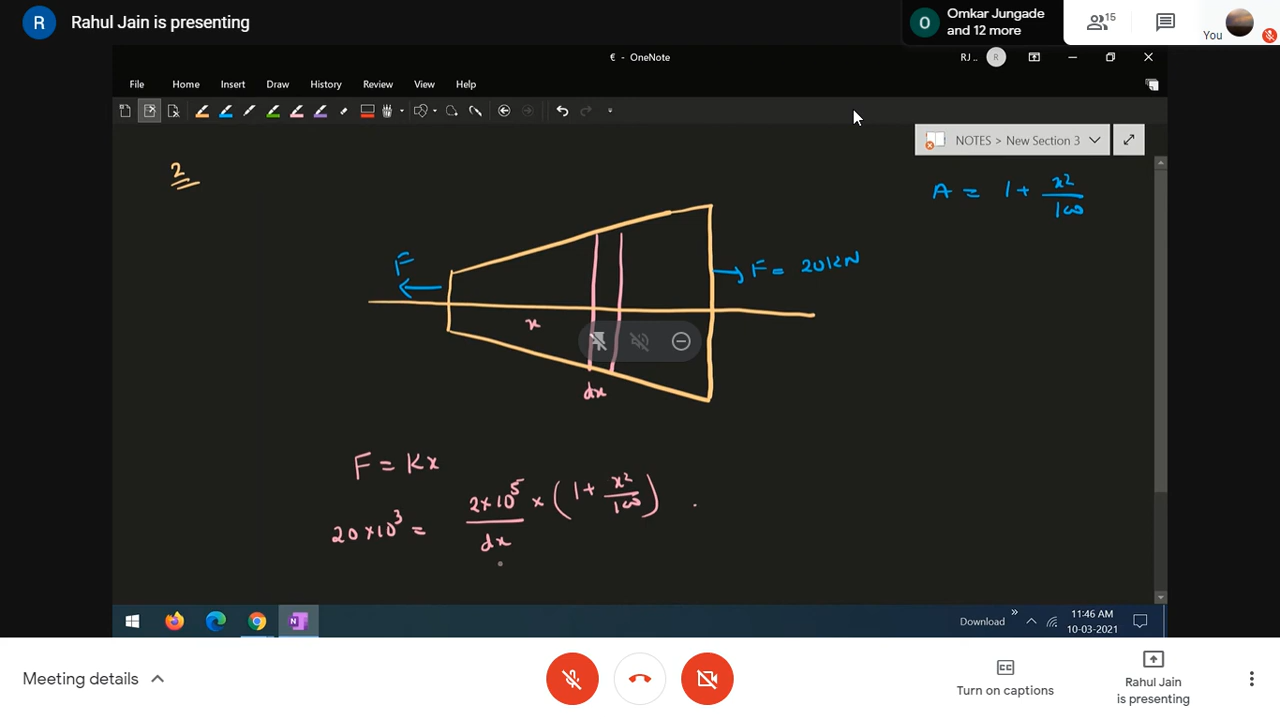 R Rahul Jain is presenting
O Omkar Jungade and 12 more
15
You
€ - OneNote
RJ .. R
File Home Insert Draw History Review View Help
NOTES > New Section 3
2
A = 1 + x²/100
F
F = 20KN
x
dx
F = Kx
20 × 10³ = 2×10⁵/dx × (1 + x²/100) .
Download
11:46 AM
10-03-2021
Meeting details
CC
Turn on captions
Rahul Jain
is presenting